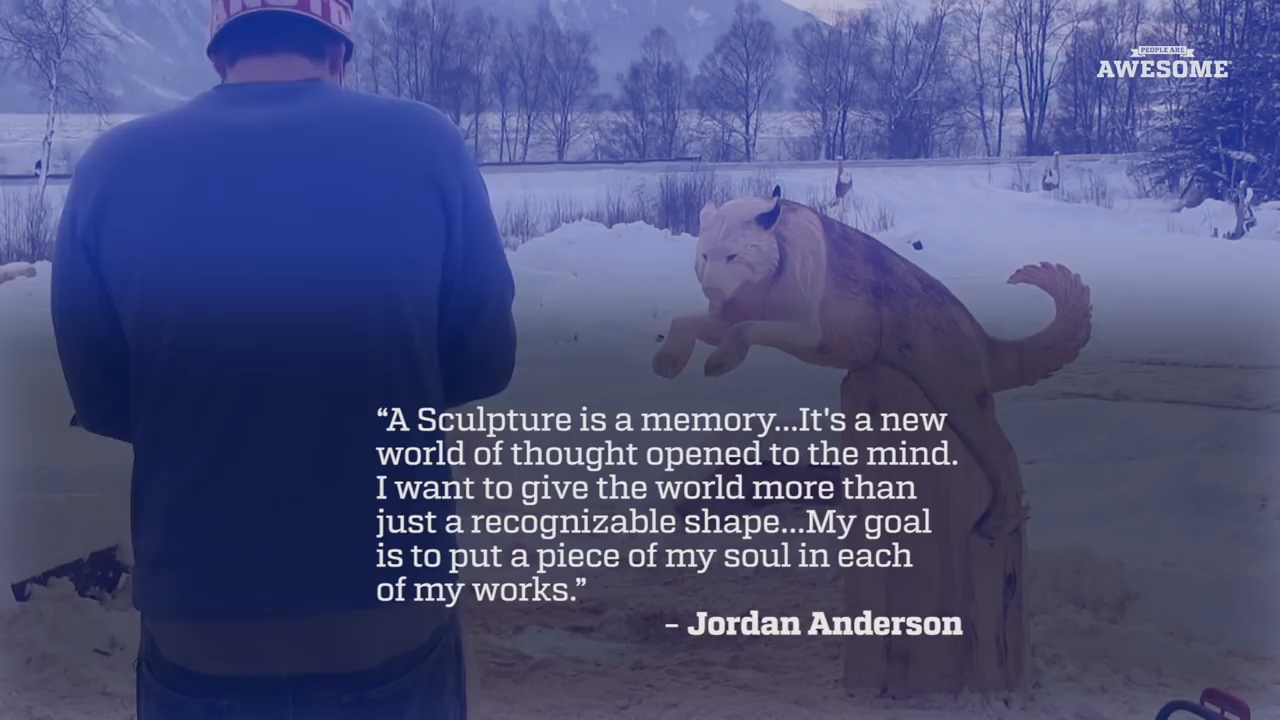 PEOPLE ARE
AWESOME
“A Sculpture is a memory...It's a new
world of thought opened to the mind.
I want to give the world more than
just a recognizable shape...My goal
is to put a piece of my soul in each
of my works.”
– Jordan Anderson